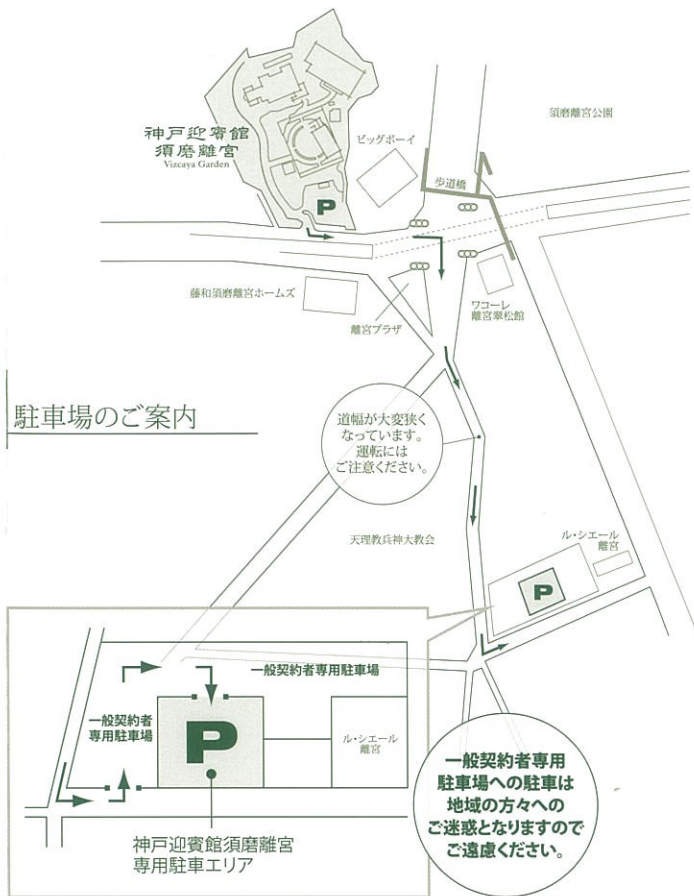 神戸迎賓館
須磨離宮
Vizcaya Garden
P
ビッグボーイ
須磨離宮公園
歩道橋
藤和須磨離宮ホームズ
離宮プラザ
ワコーレ
離宮翠松館
駐車場のご案内
道幅が大変狭く
なっています。
運転には
ご注意ください。
天理教兵神大教会
ル・シエール
離宮
P
一般契約者専用駐車場
一般契約者
専用駐車場
P
ル・シエール
離宮
神戸迎賓館須磨離宮
専用駐車エリア
一般契約者専用
駐車場への駐車は
地域の方々への
ご迷惑となりますので
ご遠慮ください。